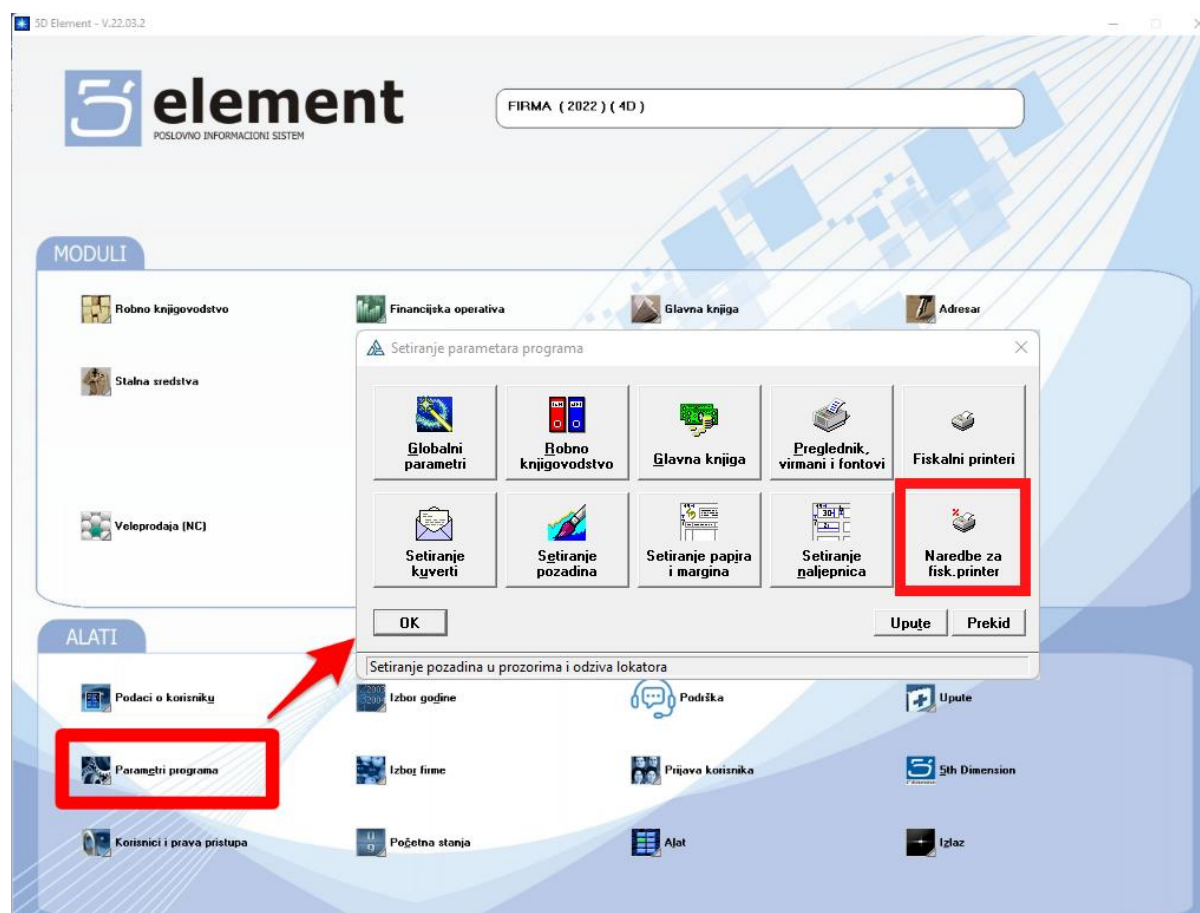 5D Element - V.22.03.2
5' element
POSLOVNO INFORMACIONI SISTEM
FIRMA ( 2022 ) ( 4D )
MODULI
Robno knjigovodstvo
Financijska operativa
Glavna knjiga
Adresar
Stalna sredstva
Veleprodaja (NC)
Setiranje parametara programa
Globalni
parametri
Robno
knjigovodstvo
Glavna knjiga
Preglednik,
virmani i fontovi
Fiskalni printeri
Setiranje
kuverti
Setiranje
pozadina
Setiranje papira
i margina
Setiranje
naljepnica
Naredbe za
fisk.printer
OK
Upute
Prekid
Setiranje pozadina u prozorima i odziva lokatora
ALATI
Podaci o korisniku
Izbor godine
Podrška
Upute
Parametri programa
Izbor firme
Prijava korisnika
5th Dimension
Korisnici i prava pristupa
Početna stanja
Alat
Izlaz